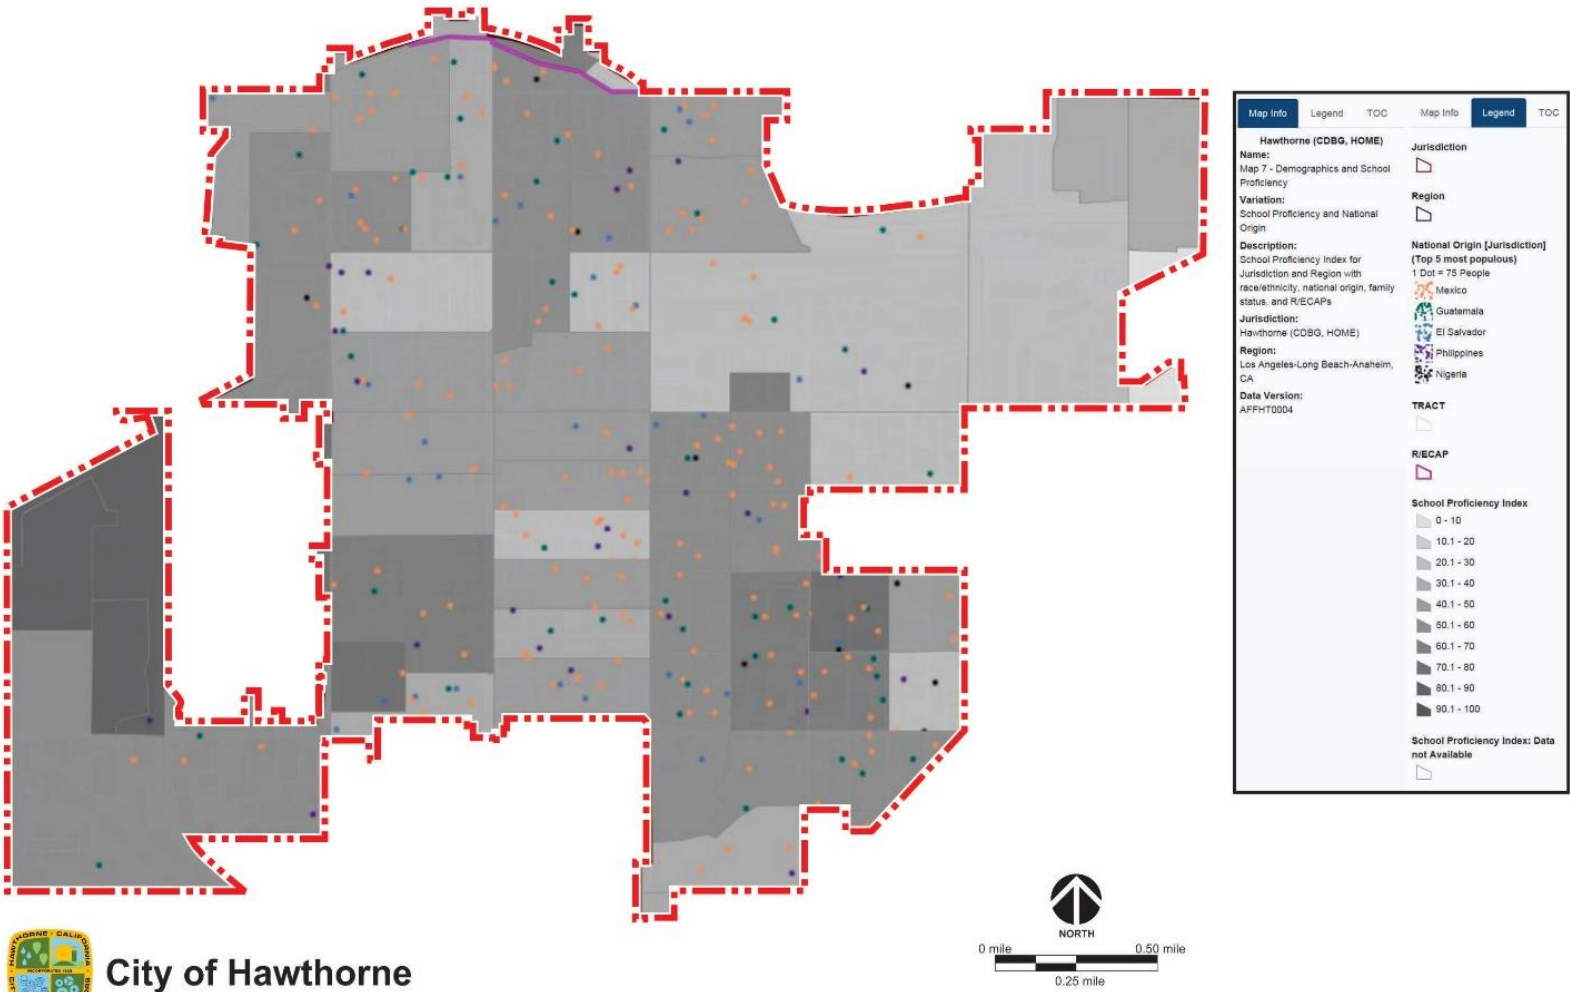 Map Info
Legend
TOC
Hawthorne (CDBG, HOME)
Name:
Map 7 - Demographics and School
Proficiency
Variation:
School Proficiency and National
Origin
Description:
School Proficiency Index for
Jurisdiction and Region with
race/ethnicity, national origin, family
status, and R/ECAPs
Jurisdiction:
Hawthorne (CDBG, HOME)
Region:
Los Angeles-Long Beach-Anaheim,
CA
Data Version:
AFFHT0004
Map Info
Legend
TOC
Jurisdiction
Region
National Origin [Jurisdiction]
(Top 5 most populous)
1 Dot = 75 People
Mexico
Guatemala
El Salvador
Philippines
Nigeria
TRACT
R/ECAP
School Proficiency Index
0 - 10
10.1 - 20
20.1 - 30
30.1 - 40
40.1 - 50
50.1 - 60
60.1 - 70
70.1 - 80
80.1 - 90
90.1 - 100
School Proficiency Index: Data
not Available
NORTH
0 mile 0.50 mile
0.25 mile
HAWTHORNE · CALIFORNIA
City of Hawthorne